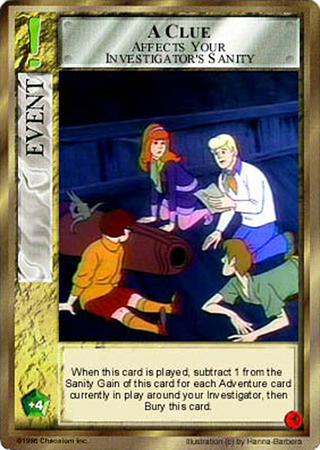 A CLUE
AFFECTS YOUR
INVESTIGATOR'S SANITY
EVENT
When this card is played, subtract 1 from the
Sanity Gain of this card for each Adventure card
currently in play around your Investigator, then
Bury this card.
+4
©1996 Chaosium Inc.
Illustration (c) by Hanna-Barbera